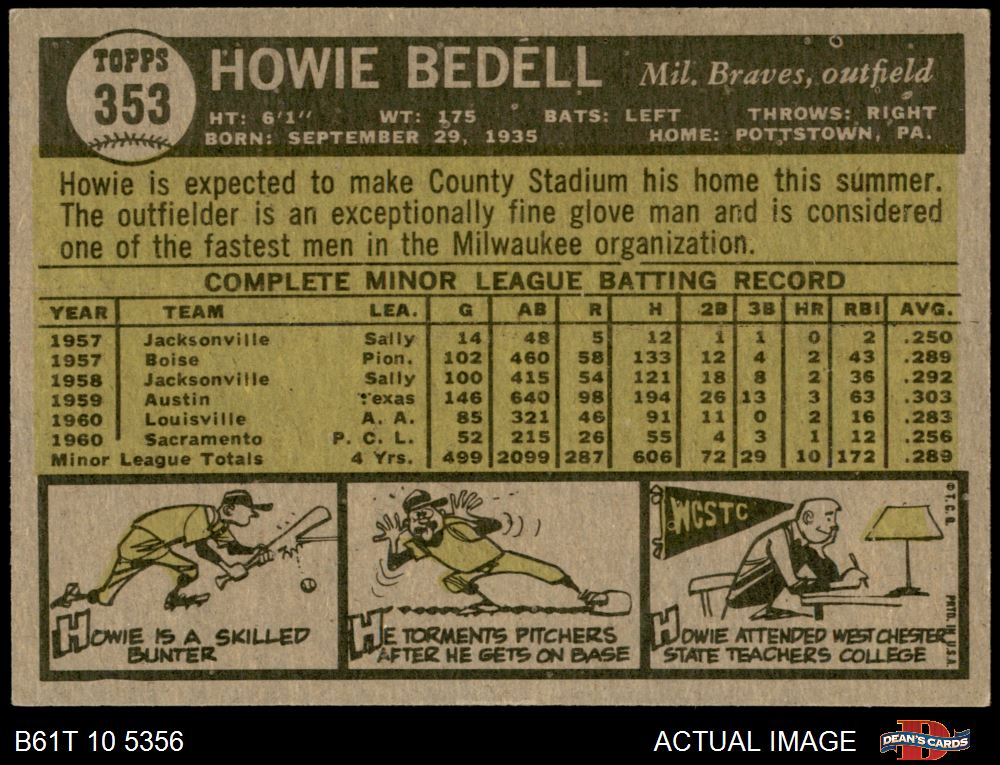 TOPPS
353
HOWIE BEDELL Mil. Braves, outfield
HT: 6'1" WT: 175 BATS: LEFT THROWS: RIGHT
BORN: SEPTEMBER 29, 1935 HOME: POTTSTOWN, PA.
Howie is expected to make County Stadium his home this summer.
The outfielder is an exceptionally fine glove man and is considered
one of the fastest men in the Milwaukee organization.
COMPLETE MINOR LEAGUE BATTING RECORD
YEAR TEAM LEA. G AB R H 2B 3B HR RBI AVG.
1957 Jacksonville Sally 14 48 5 12 1 1 0 2 .250
1957 Boise Pion. 102 460 58 133 12 4 2 43 .289
1958 Jacksonville Sally 100 415 54 121 18 8 2 36 .292
1959 Austin Texas 146 640 98 194 26 13 3 63 .303
1960 Louisville A. A. 85 321 46 91 11 0 2 16 .283
1960 Sacramento P. C. L. 52 215 26 55 4 3 1 12 .256
Minor League Totals 4 Yrs. 499 2099 287 606 72 29 10 172 .289
HOWIE IS A SKILLED
BUNTER
HE TORMENTS PITCHERS
AFTER HE GETS ON BASE
WCSTC
HOWIE ATTENDED WEST CHESTER
STATE TEACHERS COLLEGE
© T. C. G.
PRTD. IN U.S.A.
B61T 10 5356
ACTUAL IMAGE
DEAN'S CARDS